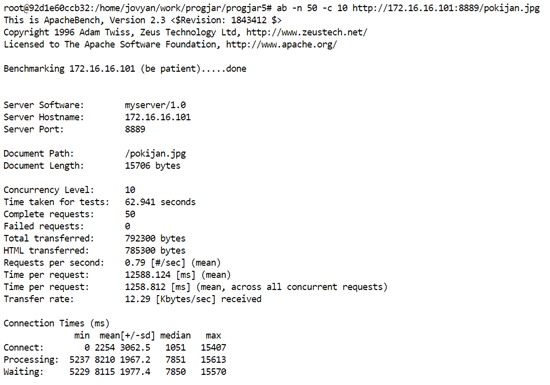 root@92d1e60ccb32:/home/jovyan/work/progjar/progjar5# ab -n 50 -c 10 http://172.16.16.101:8889/pokijan.jpg
This is ApacheBench, Version 2.3 <$Revision: 1843412 $>
Copyright 1996 Adam Twiss, Zeus Technology Ltd, http://www.zeustech.net/
Licensed to The Apache Software Foundation, http://www.apache.org/

Benchmarking 172.16.16.101 (be patient).....done


Server Software:        myserver/1.0
Server Hostname:        172.16.16.101
Server Port:            8889

Document Path:          /pokijan.jpg
Document Length:        15706 bytes

Concurrency Level:      10
Time taken for tests:   62.941 seconds
Complete requests:      50
Failed requests:        0
Total transferred:      792300 bytes
HTML transferred:       785300 bytes
Requests per second:    0.79 [#/sec] (mean)
Time per request:       12588.124 [ms] (mean)
Time per request:       1258.812 [ms] (mean, across all concurrent requests)
Transfer rate:          12.29 [Kbytes/sec] received

Connection Times (ms)
              min  mean[+/-sd] median   max
Connect:        0 2254 3062.5   1051   15407
Processing:  5237 8210 1967.2   7851   15613
Waiting:     5229 8115 1977.4   7850   15570